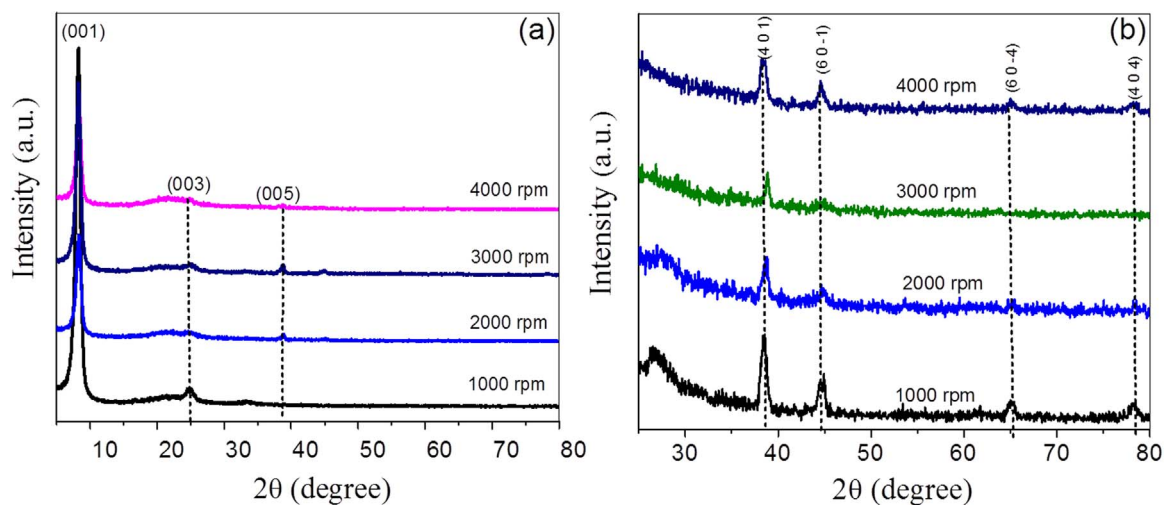 (a)
(001)
(003)
(005)
4000 rpm
3000 rpm
2000 rpm
1000 rpm
Intensity (a.u.)
10 20 30 40 50 60 70 80
2θ (degree)
(b)
(4 0 1)
(6 0 -1)
(6 0 -4)
(4 0 4)
4000 rpm
3000 rpm
2000 rpm
1000 rpm
Intensity (a.u.)
30 40 50 60 70 80
2θ (degree)